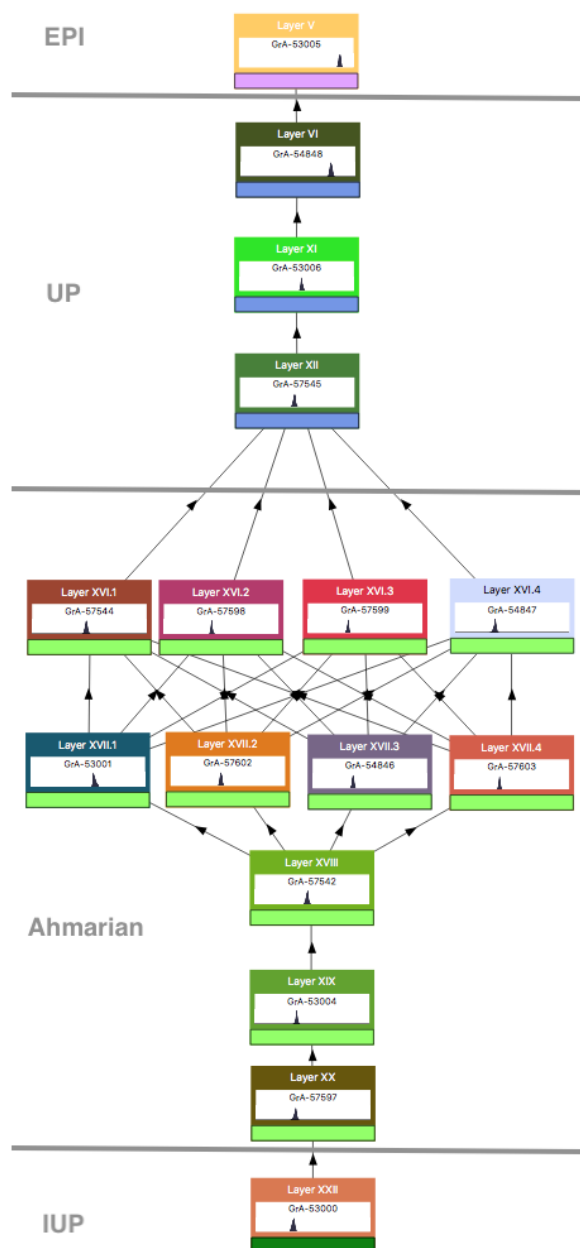 EPI
Layer V
GrA-53005
UP
Layer VI
GrA-54848
Layer XI
GrA-53006
Layer XII
GrA-57545
Layer XVI.1
GrA-57544
Layer XVI.2
GrA-57598
Layer XVI.3
GrA-57599
Layer XVI.4
GrA-54847
Layer XVII.1
GrA-53001
Layer XVII.2
GrA-57602
Layer XVII.3
GrA-54846
Layer XVII.4
GrA-57603
Ahmarian
Layer XVIII
GrA-57542
Layer XIX
GrA-53004
Layer XX
GrA-57597
IUP
Layer XXII
GrA-53000